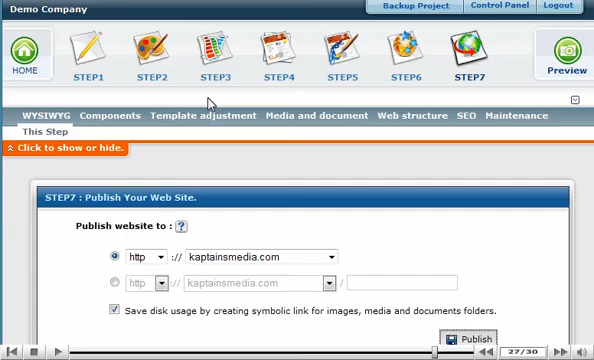 Demo Company
Backup Project
Control Panel
Logout
HOME
STEP1
STEP2
STEP3
STEP4
STEP5
STEP6
STEP7
Preview
WYSIWYG Components Template adjustment Media and document Web structure SEO Maintenance
This Step
Click to show or hide.
STEP7 : Publish Your Web Site.
Publish website to : ?
http :// kaptainsmedia.com
http :// kaptainsmedia.com /
Save disk usage by creating symbolic link for images, media and documents folders.
Publish
27/30